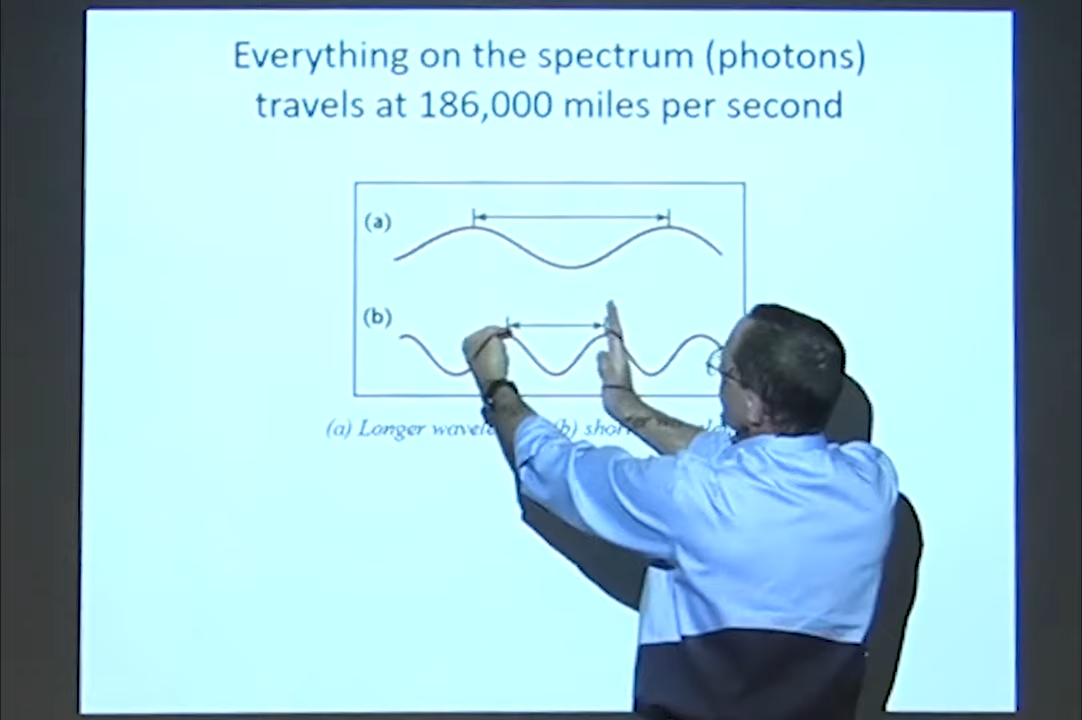 Everything on the spectrum (photons)
travels at 186,000 miles per second
(a)
(b)
(a) Longer (b)